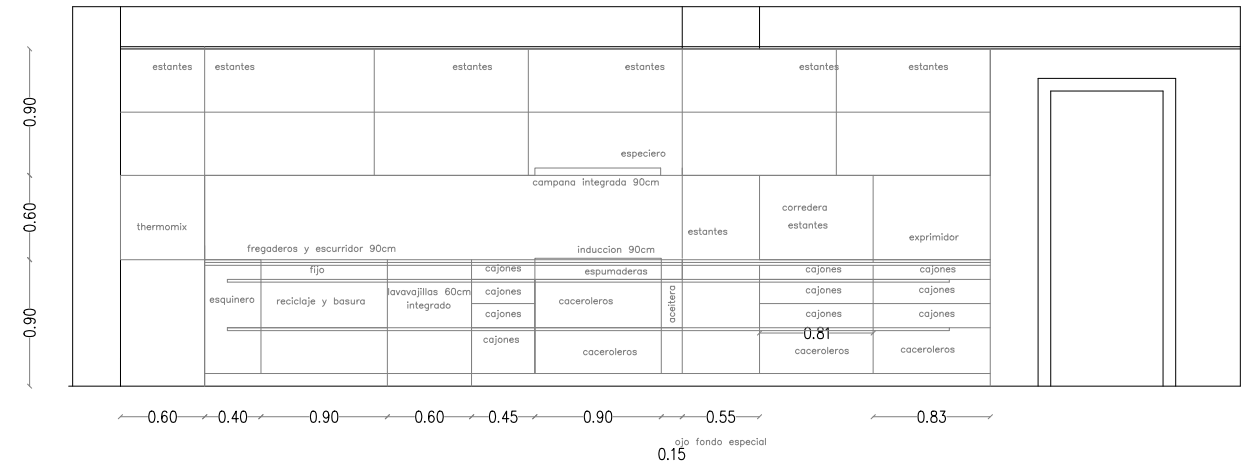 estantes estantes estantes estantes estantes estantes
0.90
especiero
campana integrada 90cm
corredera
estantes
0.60
thermomix
estantes
exprimidor
fregaderos y escurridor 90cm
induccion 90cm
fijo
cajones
espumaderas
cajones
cajones
esquinero
reciclaje y basura
lavavajillas 60cm
integrado
cajones
caceroleros
aceitera
cajones
cajones
0.90
cajones
cajones
cajones
0.81
cajones
caceroleros
caceroleros
caceroleros
0.60 0.40 0.90 0.60 0.45 0.90 0.55 0.83
ojo fondo especial
0.15